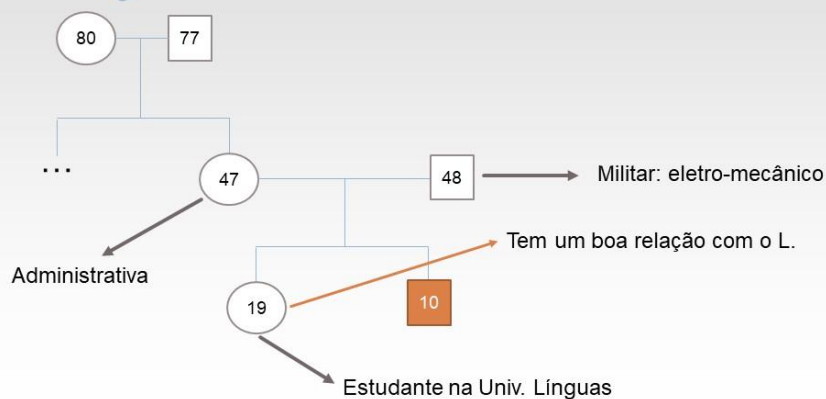 80
77
...
47
48
Militar: eletro-mecânico
Tem um boa relação com o L.
Administrativa
19
10
Estudante na Univ. Línguas